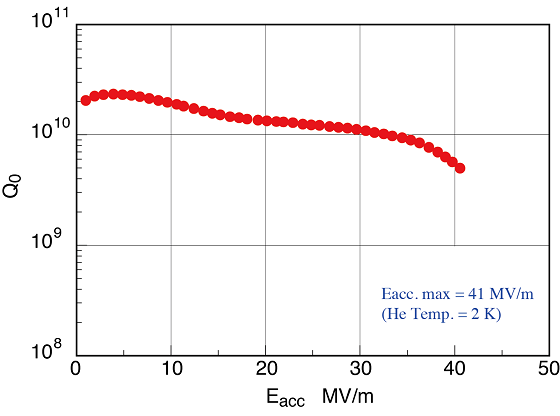 10¹¹
10¹⁰
Q₀
10⁹
Eacc. max = 41 MV/m
(He Temp. = 2 K)
10⁸
0 10 20 30 40 50
Eacc MV/m